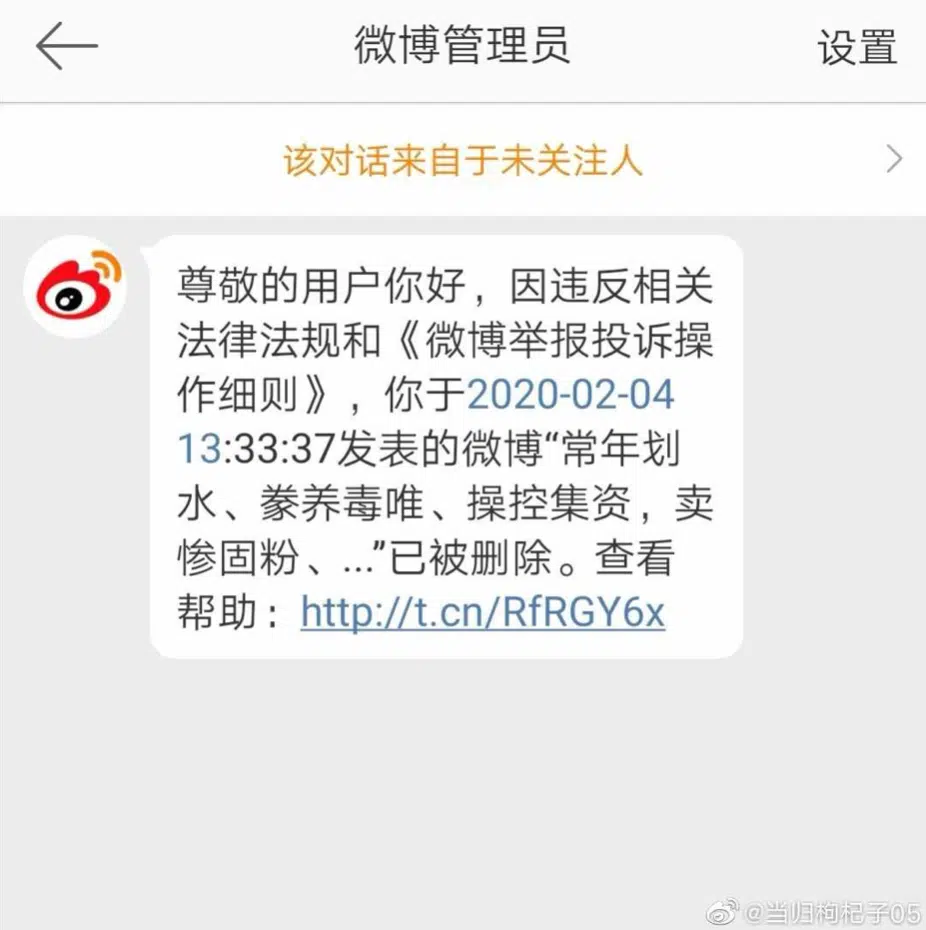 微博管理员
设置
该对话来自于未关注人
尊敬的用户你好，因违反相关
法律法规和《微博举报投诉操
作细则》，你于2020-02-04
13:33:37发表的微博“常年划
水、豢养毒唯、操控集资，卖
惨固粉、...”已被删除。查看
帮助：http://t.cn/RfRGY6x
@当归枸杞子05